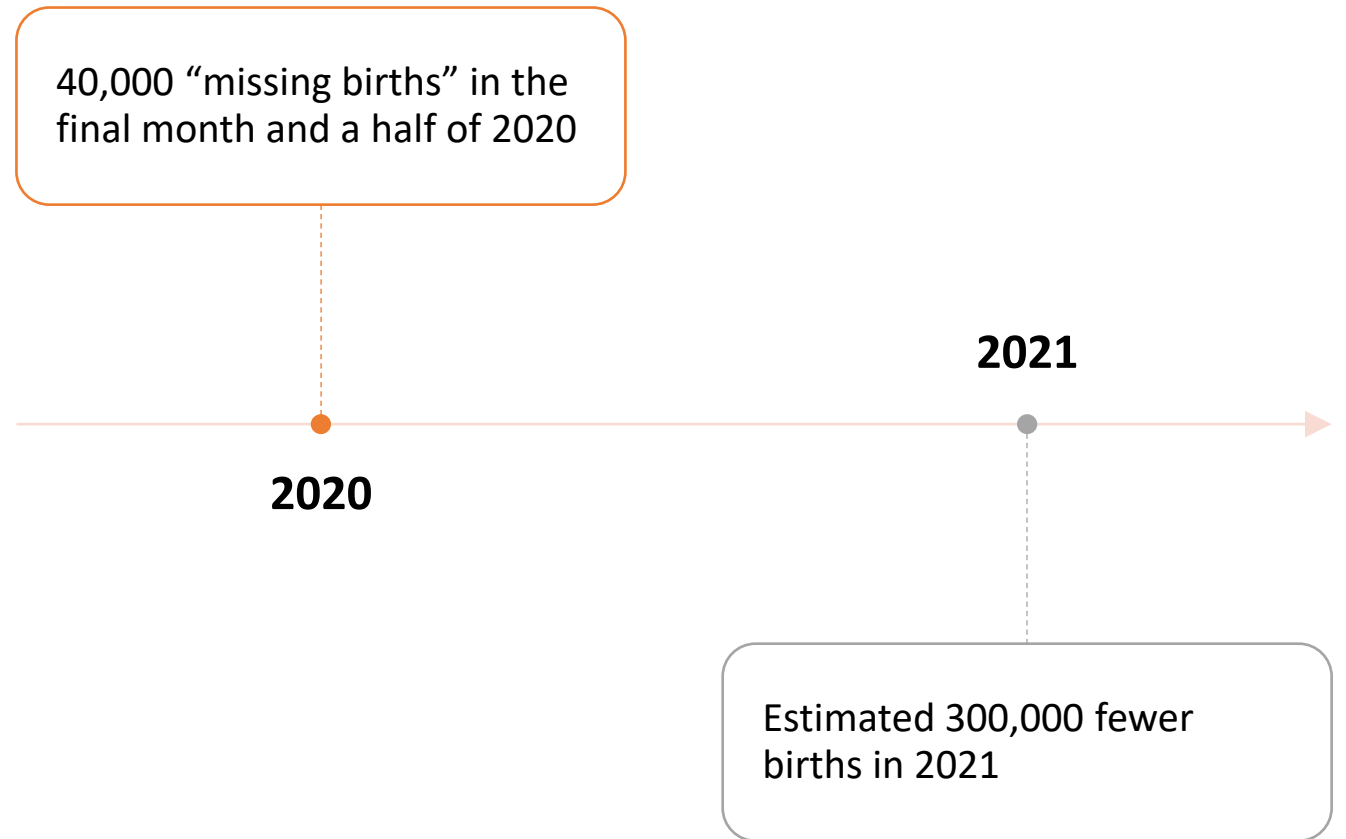 40,000 “missing births” in the
final month and a half of 2020
2021
2020
Estimated 300,000 fewer
births in 2021